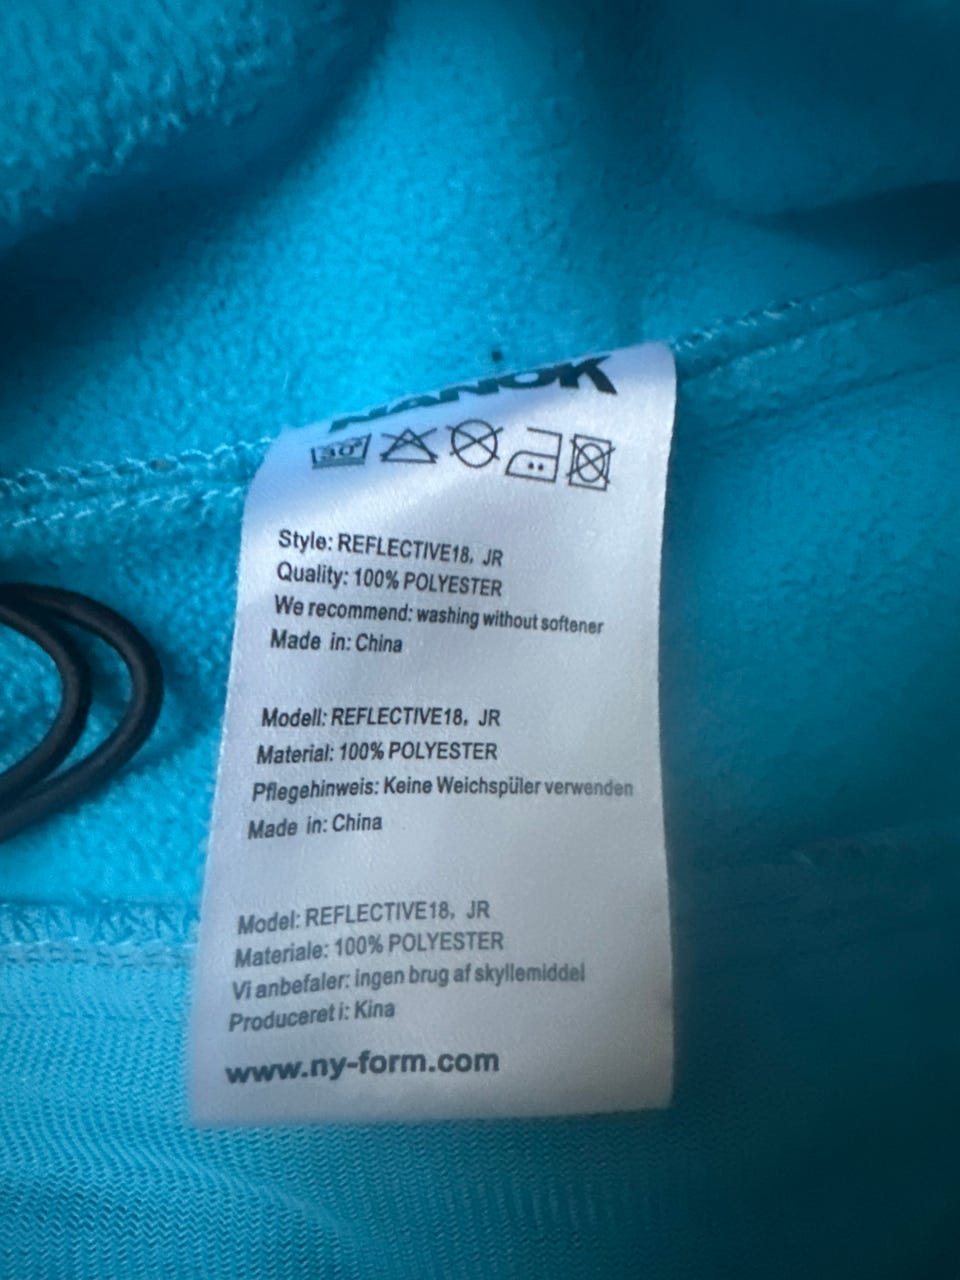 NANOK
30°
Style: REFLECTIVE18, JR
Quality: 100% POLYESTER
We recommend: washing without softener
Made in: China
Modell: REFLECTIVE18, JR
Material: 100% POLYESTER
Pflegehinweis: Keine Weichspüler verwenden
Made in: China
Model: REFLECTIVE18, JR
Materiale: 100% POLYESTER
Vi anbefaler: ingen brug af skyllemiddel
Produceret i: Kina
www.ny-form.com